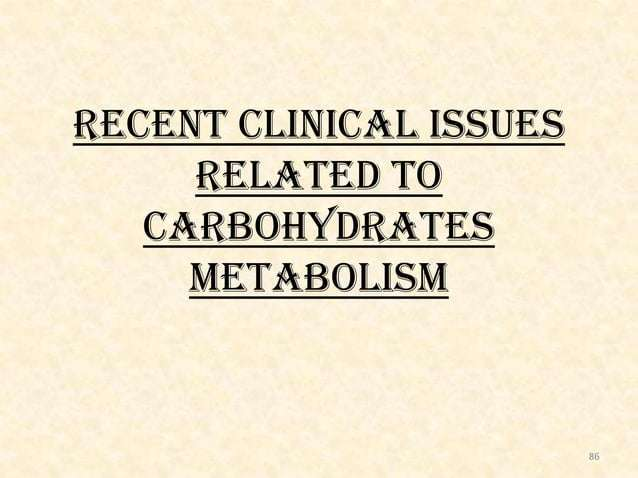 RECENT CLINICAL ISSUES
RELATED TO
CARBOHYDRATES
METABOLISM
86